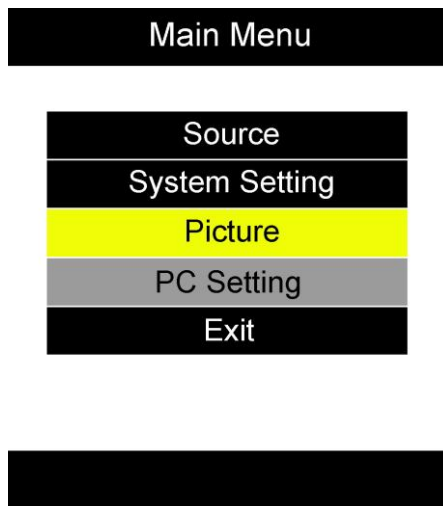 Main Menu
Source
System Setting
Picture
PC Setting
Exit